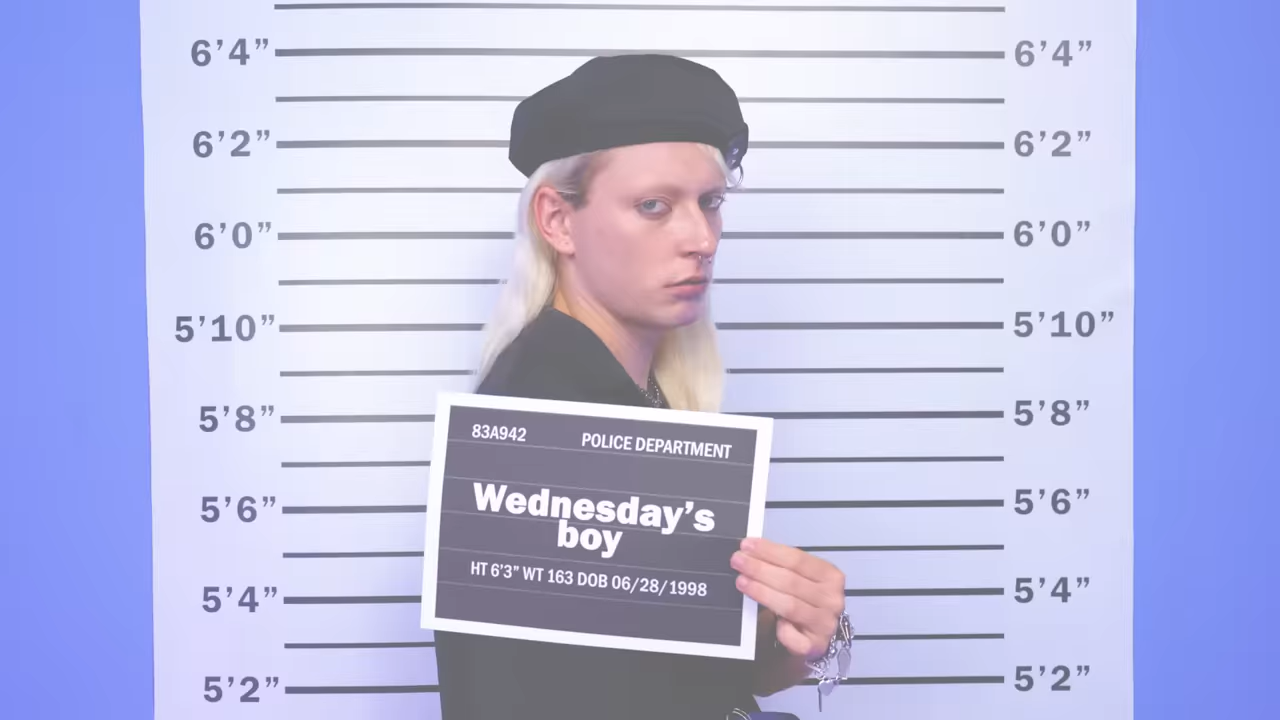 6’4” 6’4”
6’2” 6’2”
6’0” 6’0”
5’10” 5’10”
5’8” 5’8”
83A942 POLICE DEPARTMENT
Wednesday’s
boy
HT 6’3” WT 163 DOB 06/28/1998
5’6” 5’6”
5’4” 5’4”
5’2” 5’2”